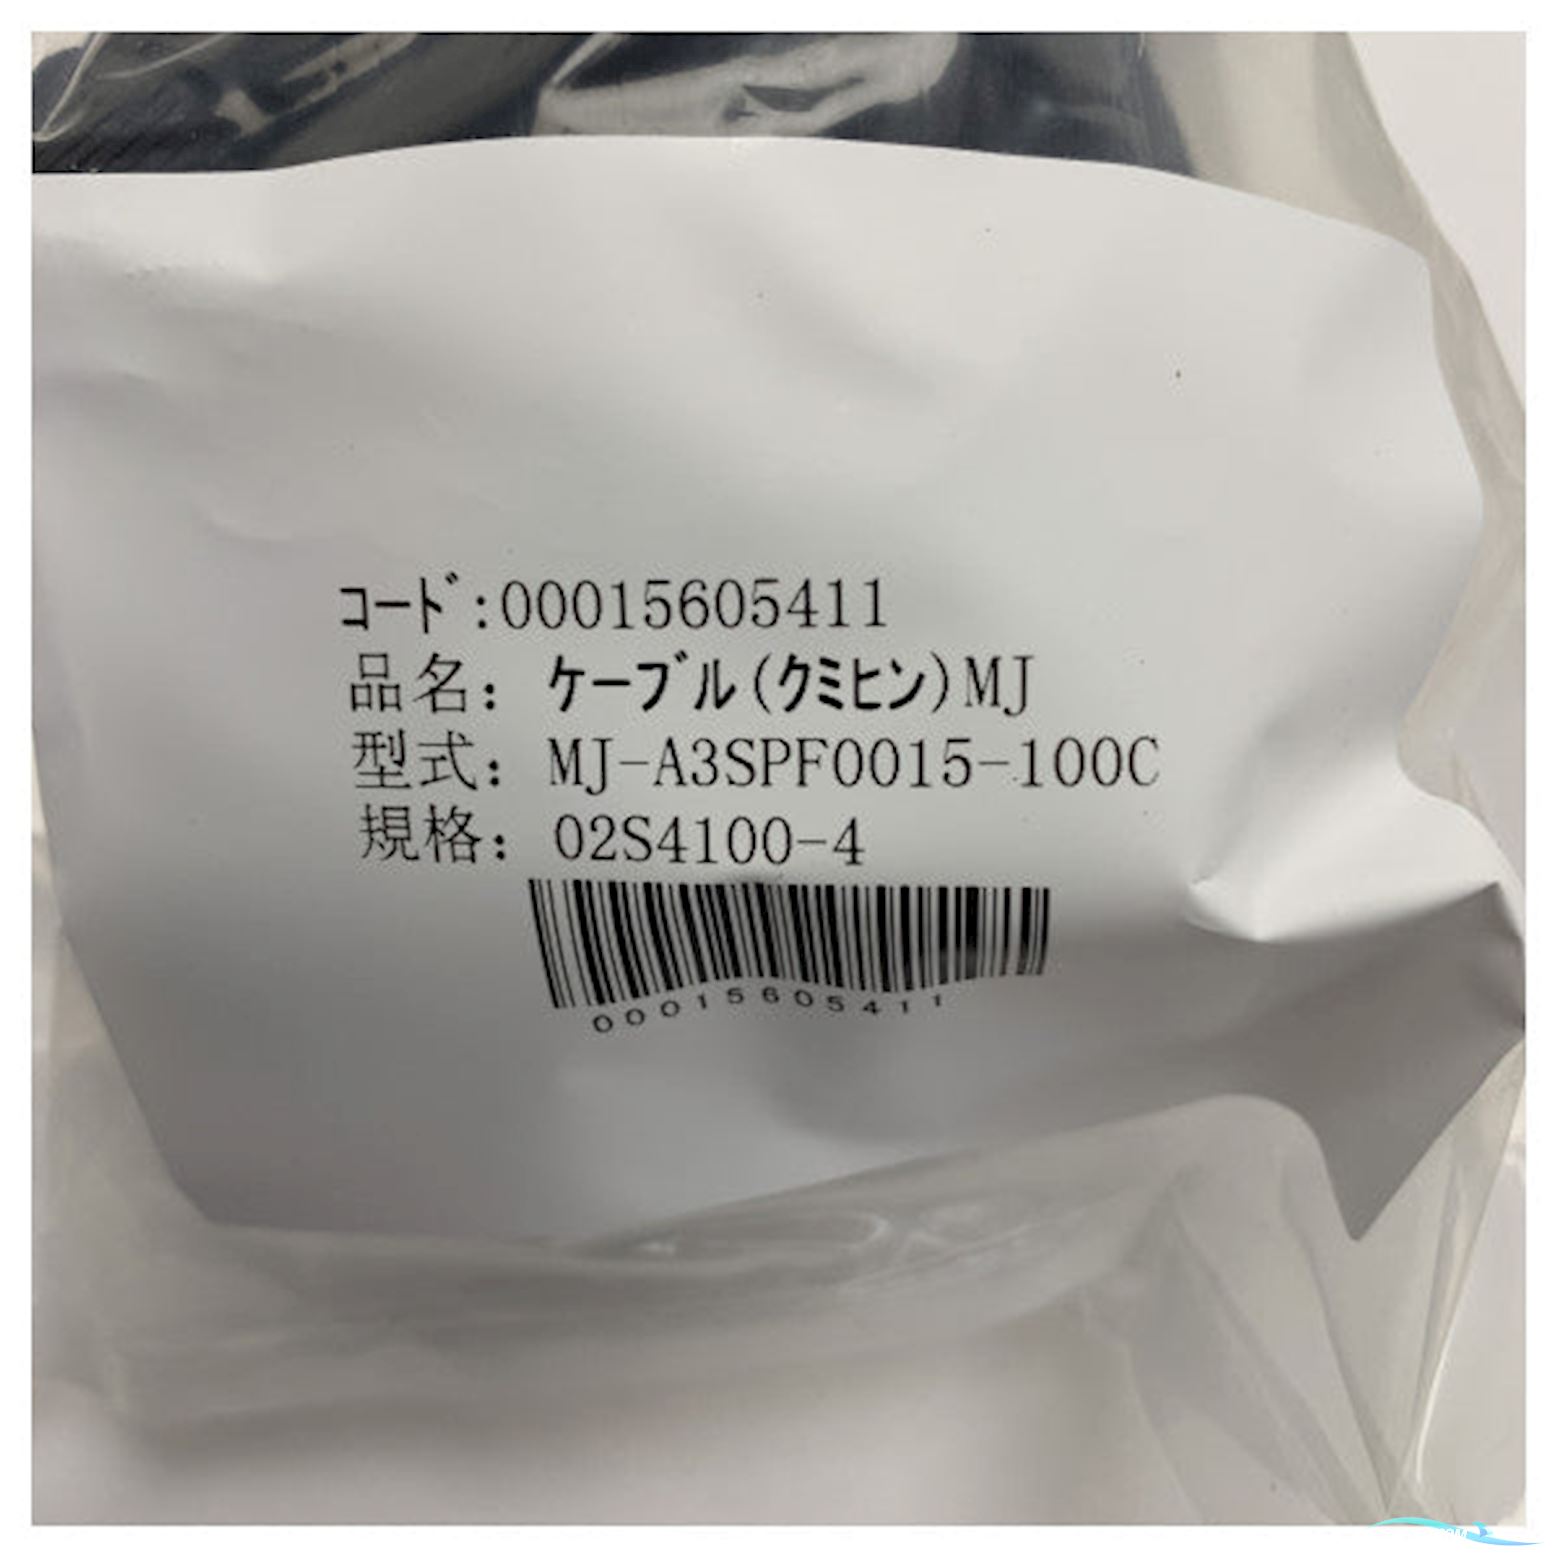 コード:00015605411
品名: ケーブル(クミヒン)MJ
型式: MJ-A3SPF0015-100C
規格: 02S4100-4
00015605411